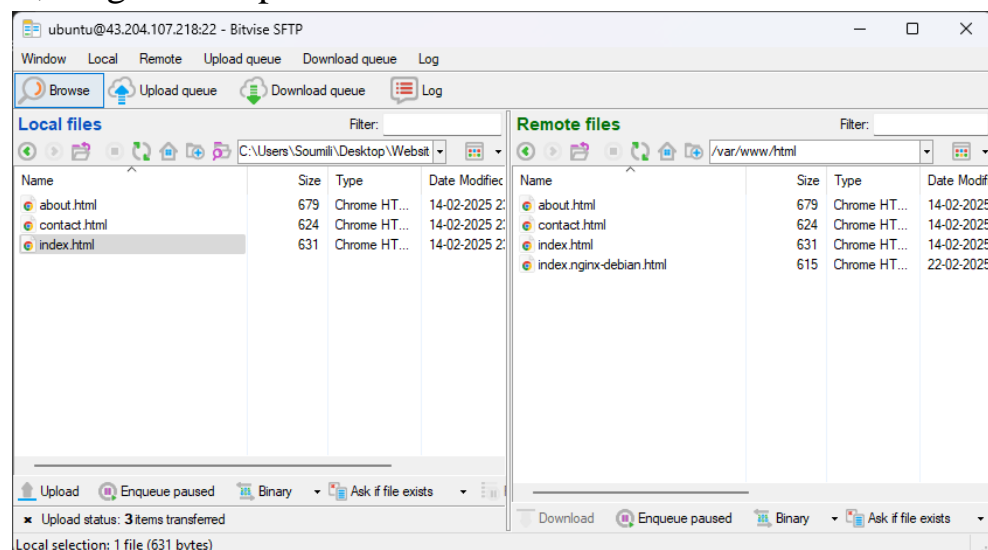 ubuntu@43.204.107.218:22 - Bitvise SFTP
Window Local Remote Upload queue Download queue Log
Browse Upload queue Download queue Log
Local files Filter:
C:\Users\Soumili\Desktop\Websit
Name Size Type Date Modified
about.html 679 Chrome HT... 14-02-2025 2
contact.html 624 Chrome HT... 14-02-2025 2
index.html 631 Chrome HT... 14-02-2025 2
Upload Enqueue paused Binary Ask if file exists
Upload status: 3 items transferred
Local selection: 1 file (631 bytes)
Remote files Filter:
/var/www/html
Name Size Type Date Modif
about.html 679 Chrome HT... 14-02-2025
contact.html 624 Chrome HT... 14-02-2025
index.html 631 Chrome HT... 14-02-2025
index.nginx-debian.html 615 Chrome HT... 22-02-2025
Download Enqueue paused Binary Ask if file exists